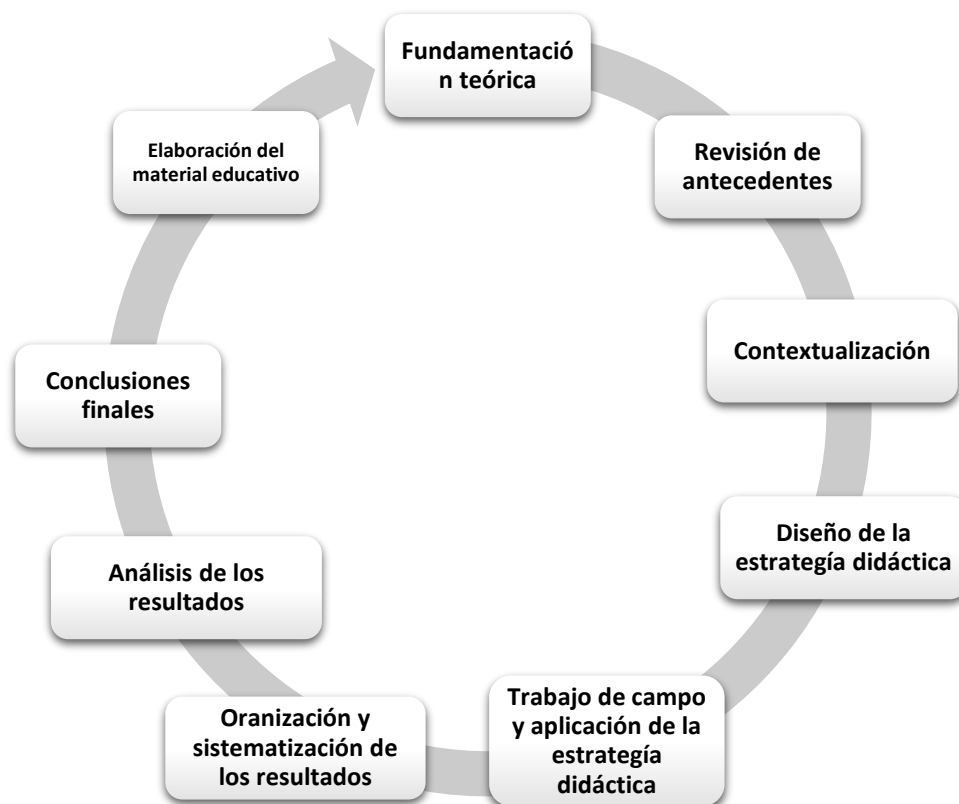 Fundamentació
n teórica
Revisión de
antecedentes
Contextualización
Diseño de la
estrategía didáctica
Trabajo de campo
y aplicación de la
estrategía
didáctica
Oranización y
sistematización de
los resultados
Análisis de los
resultados
Conclusiones
finales
Elaboración del
material educativo